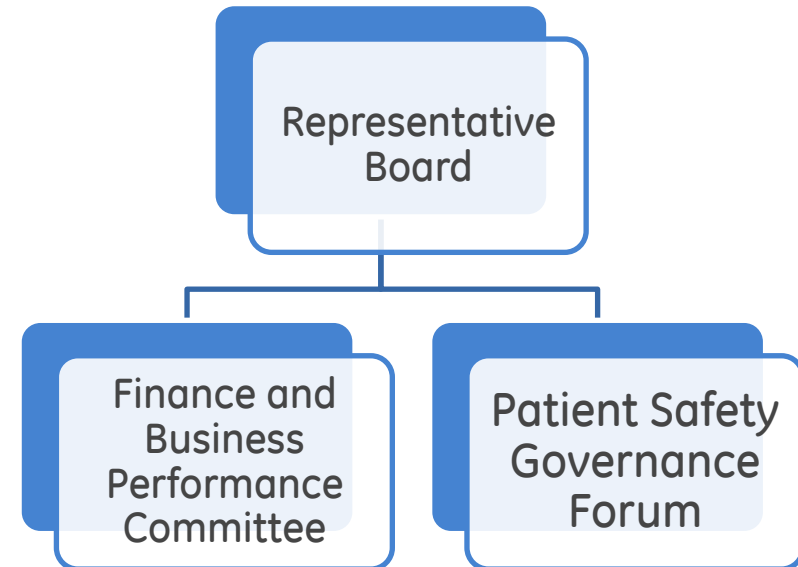 Representative
Board
Finance and
Business
Performance
Committee
Patient Safety
Governance
Forum